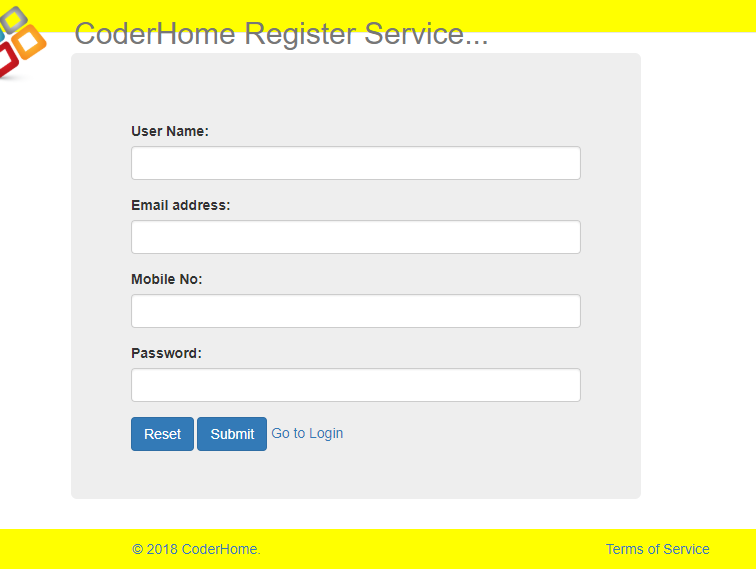 CoderHome Register Service...
User Name:
Email address:
Mobile No:
Password:
Reset Submit Go to Login
© 2018 CoderHome. Terms of Service